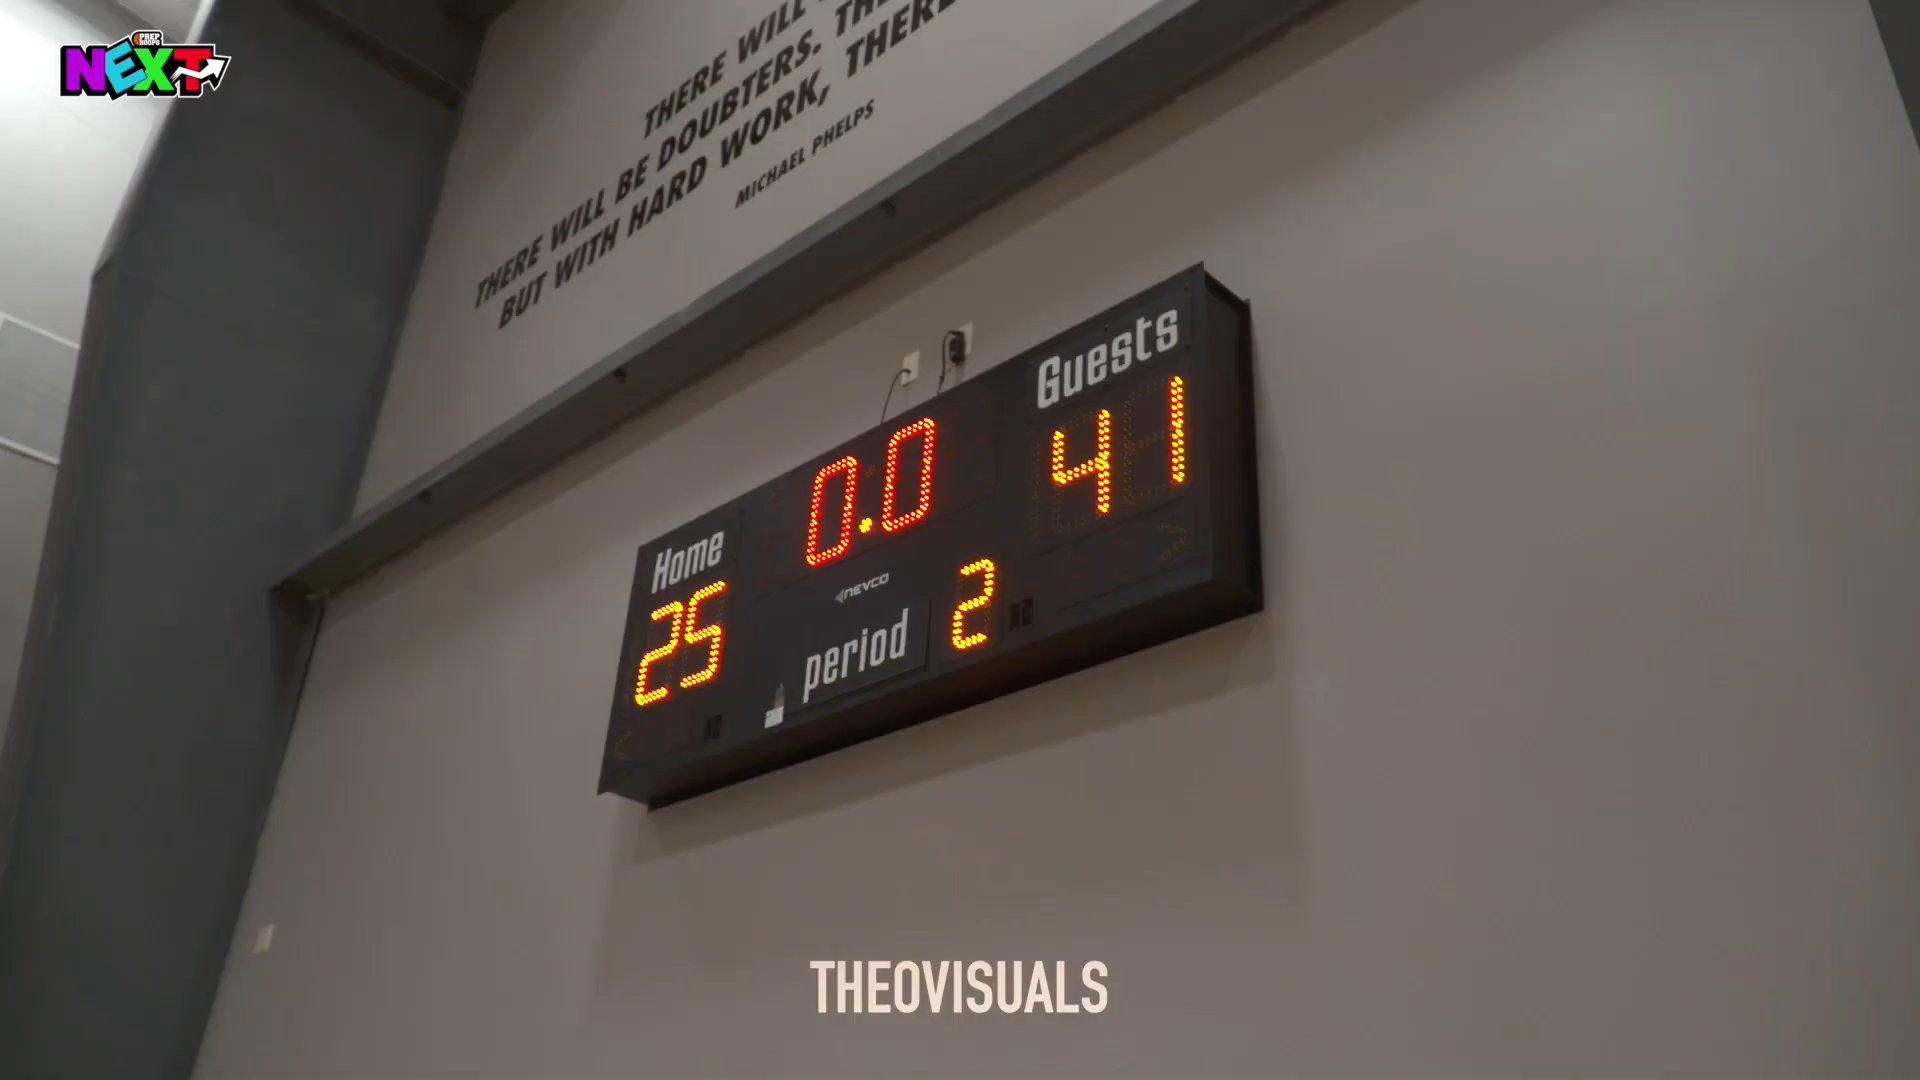 PREP
HOOPS
NEXT
THERE WILL
DOUBTERS.
THERE WILL BE
BUT WITH HARD WORK, THERE
MICHAEL PHELPS
Guests
41
0.0
Home
25
NEVCO
period
2
THEOVISUALS